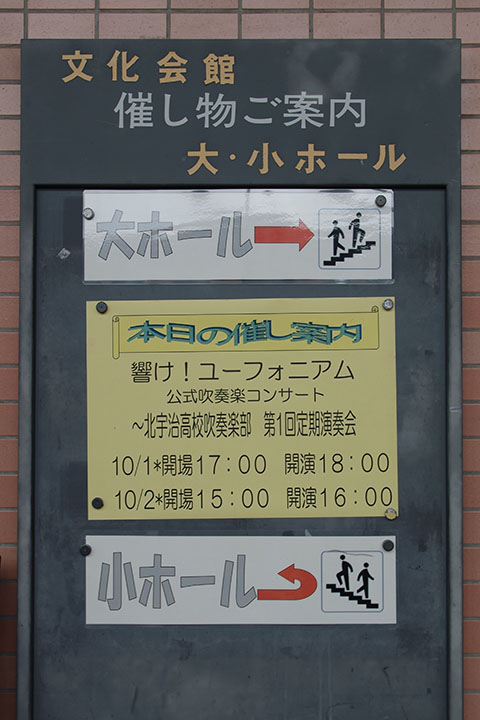 文化会館
催し物ご案内
大・小ホール
大ホール
本日の催し案内
響け！ユーフォニアム
公式吹奏楽コンサート
～北宇治高校吹奏楽部　第1回定期演奏会
10/1*開場17：00　開演18：00
10/2*開場15：00　開演16：00
小ホール